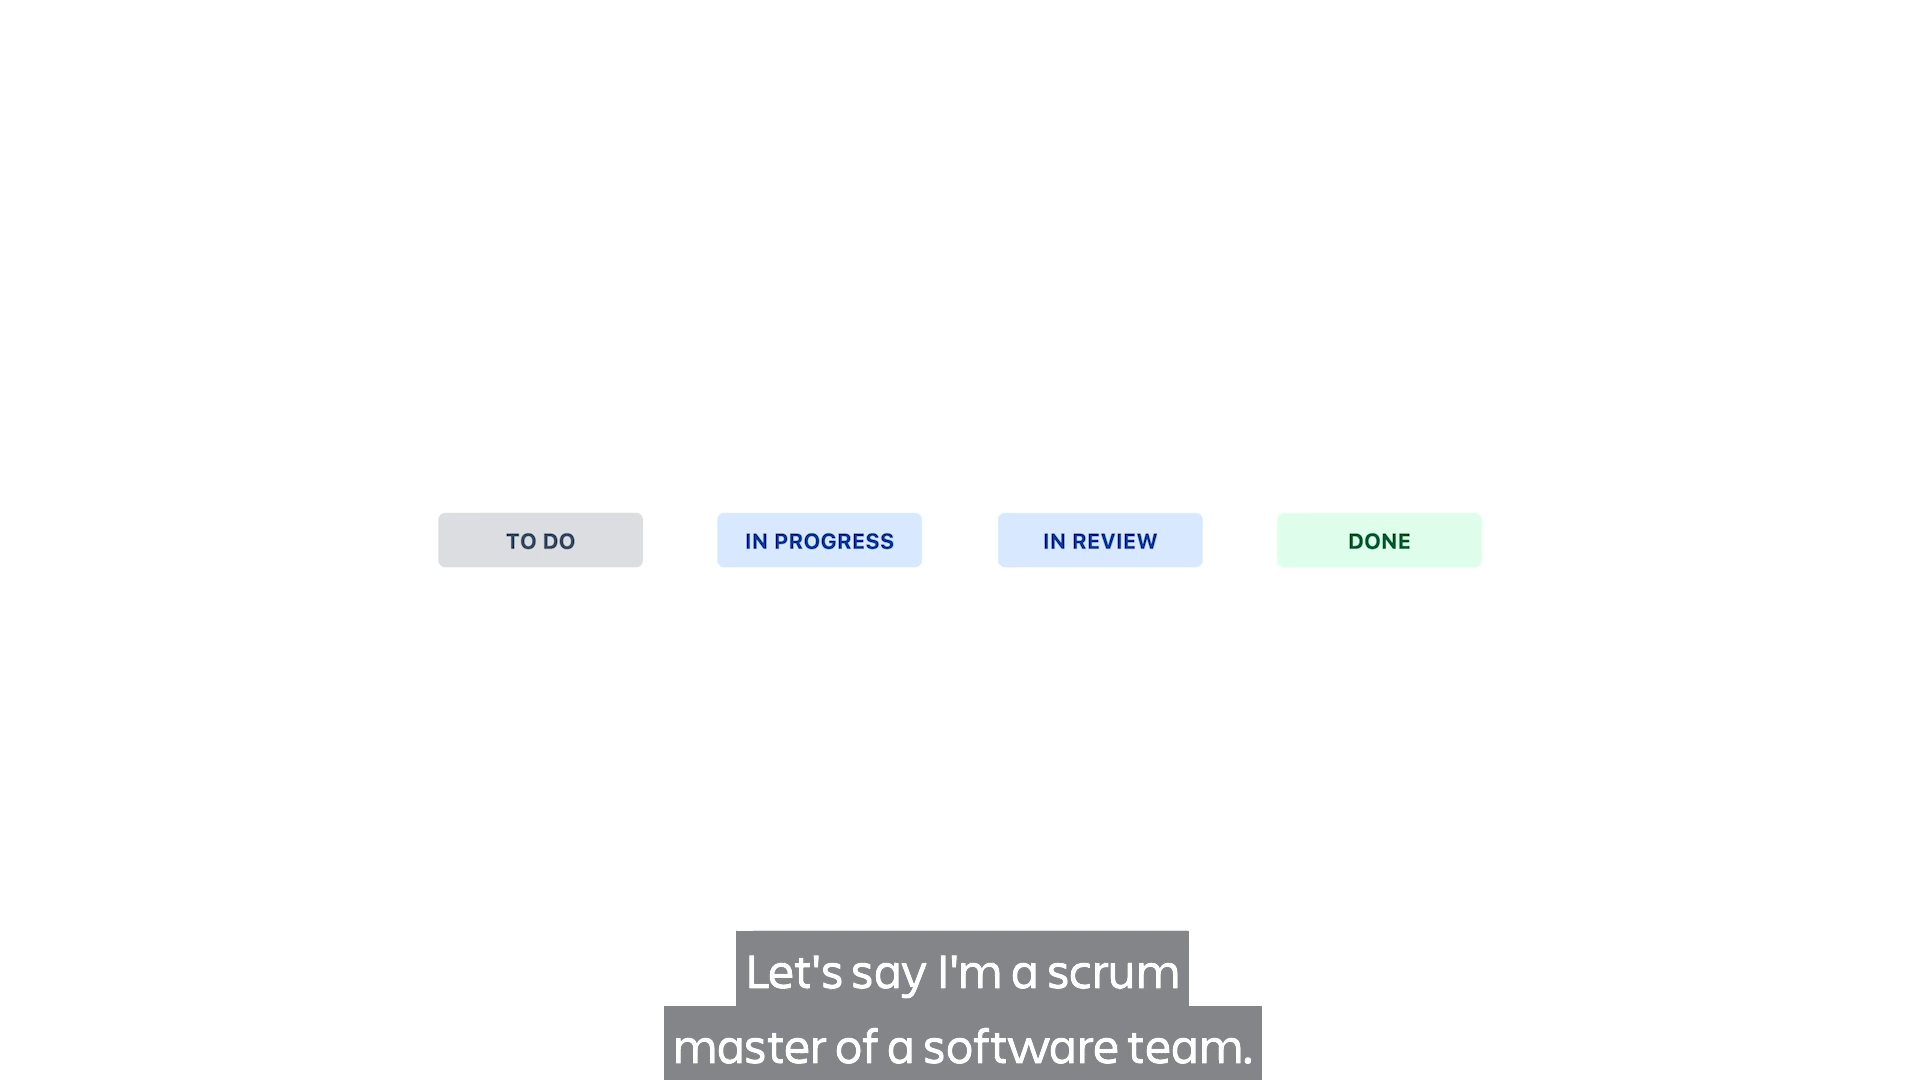 TO DO
IN PROGRESS
IN REVIEW
DONE
Let's say I'm a scrum
master of a software team.